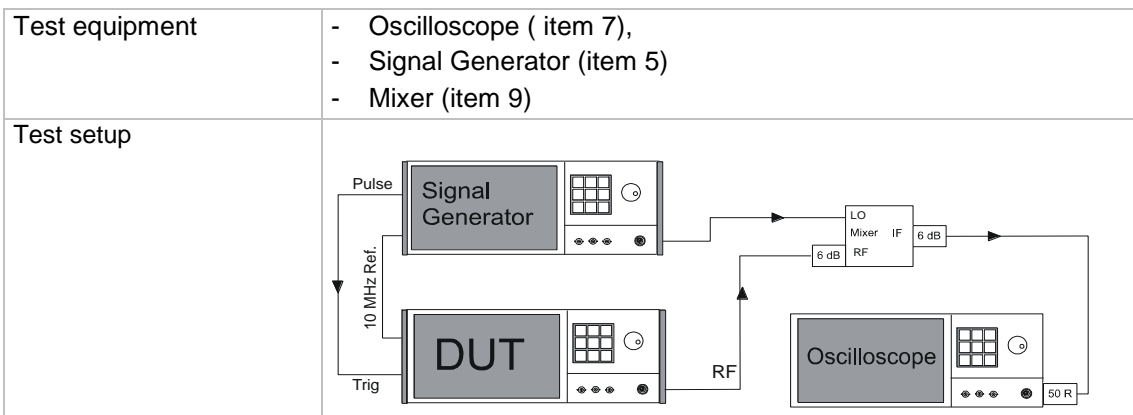 Test equipment
- Oscilloscope ( item 7),
- Signal Generator (item 5)
- Mixer (item 9)
Test setup
Pulse
Signal
Generator
10 MHz Ref.
LO
Mixer IF
RF
6 dB
6 dB
DUT
Trig
RF
Oscilloscope
50 R